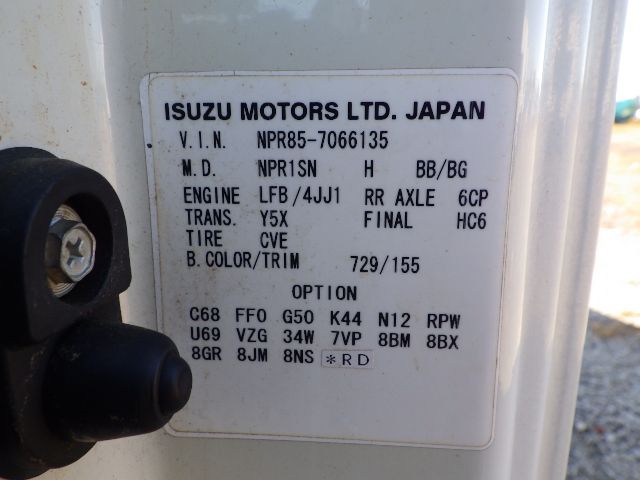 ISUZU MOTORS LTD. JAPAN
V.I.N. NPR85-7066135
M.D. NPR1SN H BB/BG
ENGINE LFB/4JJ1 RR AXLE 6CP
TRANS. Y5X FINAL HC6
TIRE CVE
B.COLOR/TRIM 729/155
OPTION
C68 FF0 G50 K44 N12 RPW
U69 VZG 34W 7VP 8BM 8BX
8GR 8JM 8NS *RD